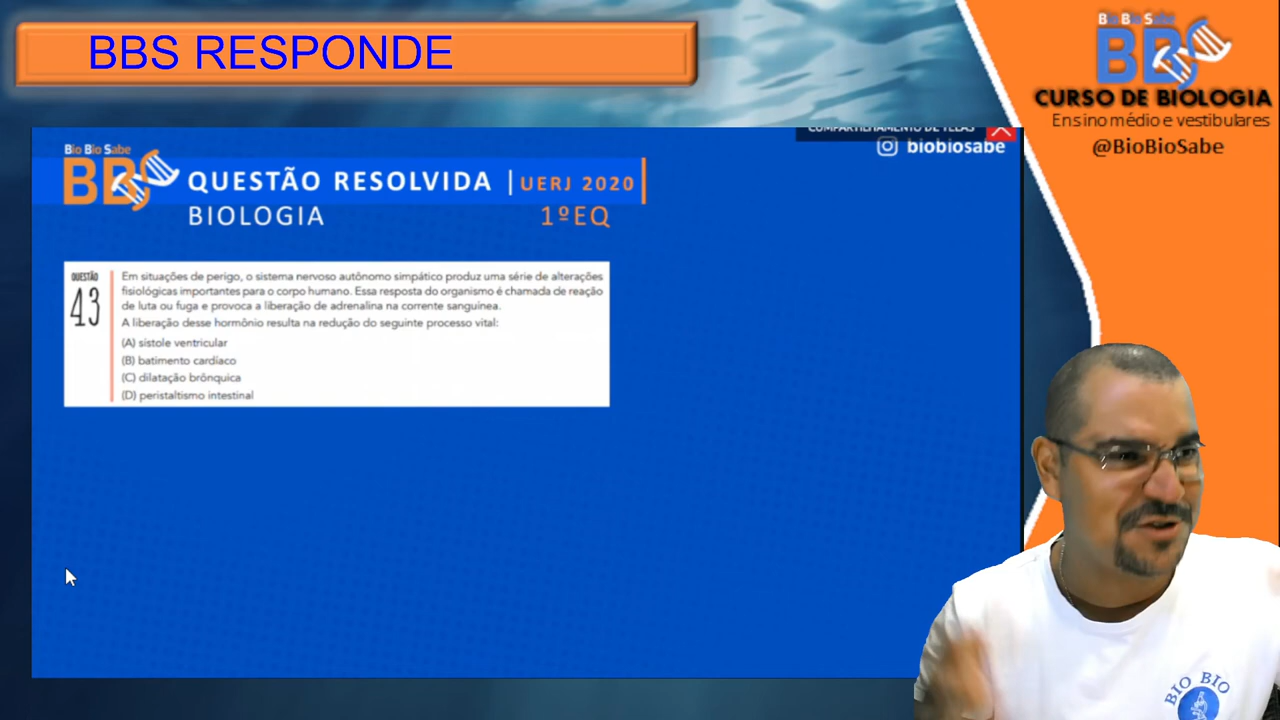 BBS RESPONDE
Bio Bio Sabe
BBS
CURSO DE BIOLOGIA
Ensino médio e vestibulares
@BioBioSabe
COMPARTILHAMENTO DE TELAS
biobiosabe
Bio Bio Sabe
BBS
QUESTÃO RESOLVIDA | UERJ 2020
BIOLOGIA 1ºEQ
QUESTÃO
43
Em situações de perigo, o sistema nervoso autônomo simpático produz uma série de alterações
fisiológicas importantes para o corpo humano. Essa resposta do organismo é chamada de reação
de luta ou fuga e provoca a liberação de adrenalina na corrente sanguínea.
A liberação desse hormônio resulta na redução do seguinte processo vital:
(A) sístole ventricular
(B) batimento cardíaco
(C) dilatação brônquica
(D) peristaltismo intestinal
BIO BIO